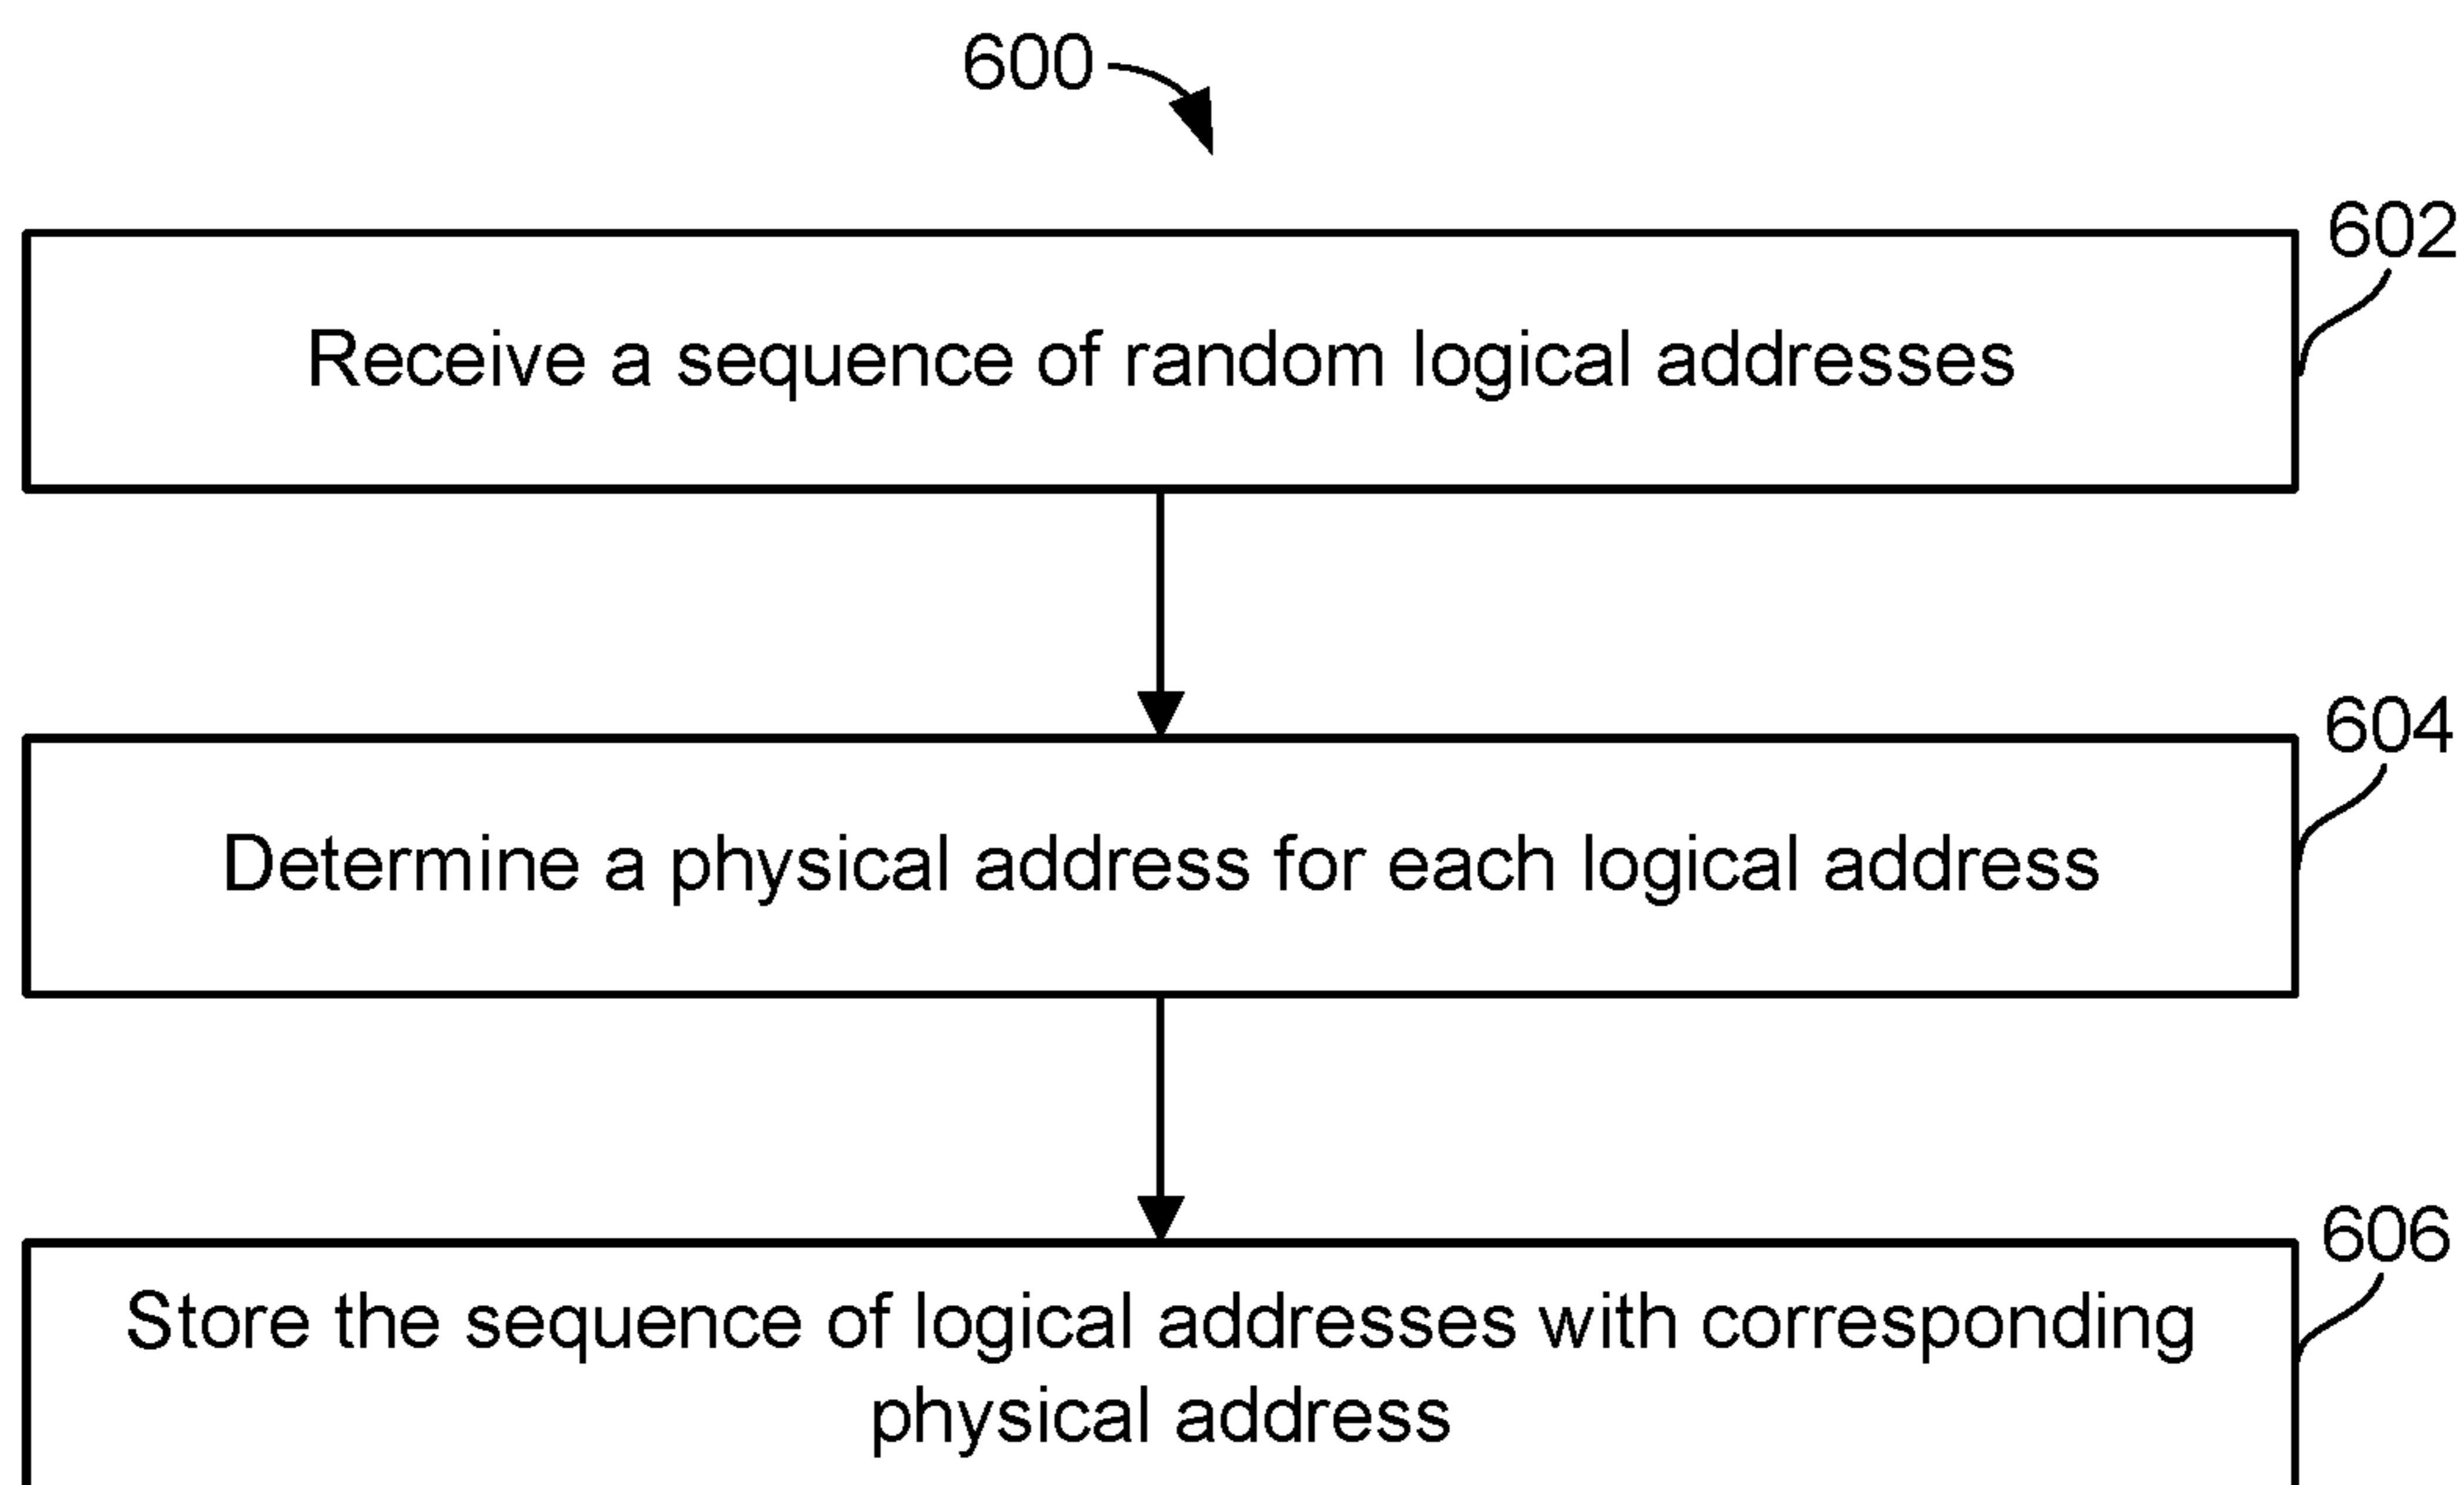 600
602
Receive a sequence of random logical addresses
604
Determine a physical address for each logical address
606
Store the sequence of logical addresses with corresponding
physical address